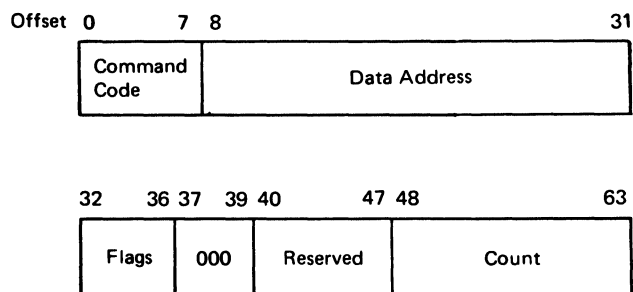 Offset 0 7 8 31
Command Code Data Address
32 36 37 39 40 47 48 63
Flags 000 Reserved Count